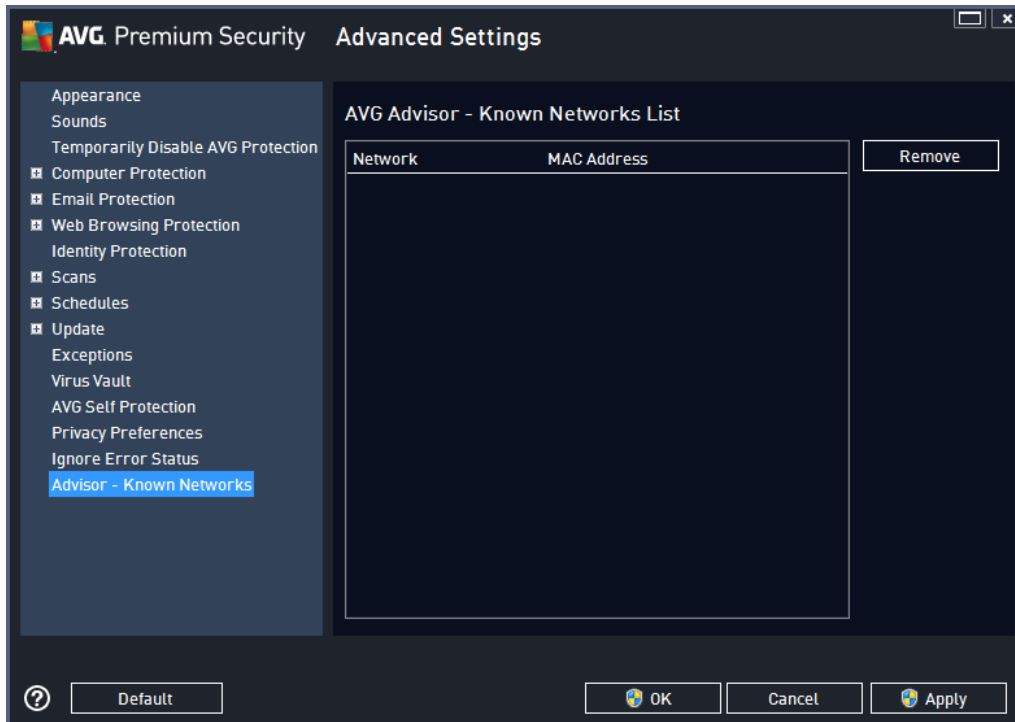 AVG. Premium Security Advanced Settings
Appearance
Sounds
Temporarily Disable AVG Protection
Computer Protection
Email Protection
Web Browsing Protection
Identity Protection
Scans
Schedules
Update
Exceptions
Virus Vault
AVG Self Protection
Privacy Preferences
Ignore Error Status
Advisor - Known Networks
AVG Advisor - Known Networks List
Network MAC Address
Remove
? Default OK Cancel Apply